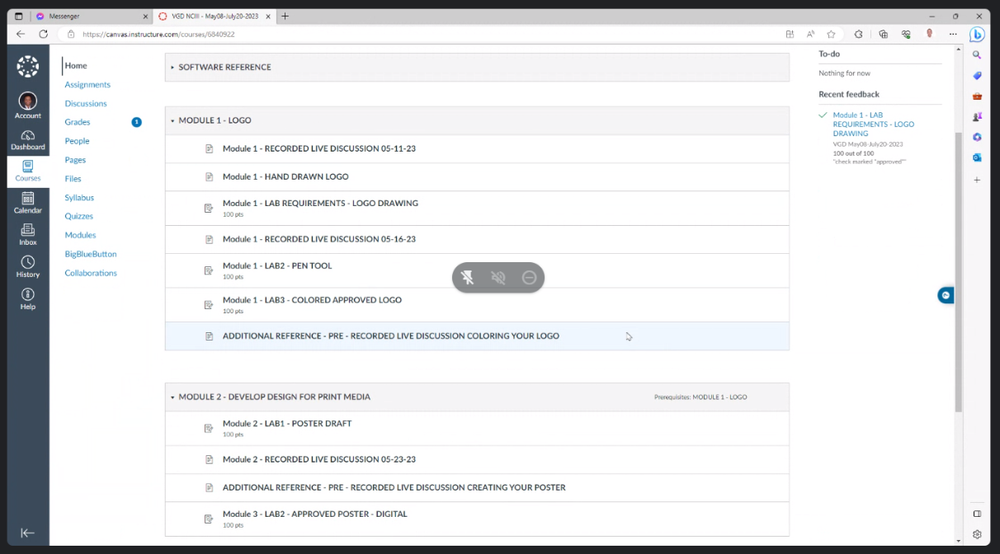 Messenger
VGD NCIII - May08-July20-2023
https://canvas.instructure.com/courses/6840922
Account
Dashboard
Courses
Calendar
Inbox
History
Help
Home
Assignments
Discussions
Grades 1
People
Pages
Files
Syllabus
Quizzes
Modules
BigBlueButton
Collaborations
SOFTWARE REFERENCE
MODULE 1 - LOGO
Module 1 - RECORDED LIVE DISCUSSION 05-11-23
Module 1 - HAND DRAWN LOGO
Module 1 - LAB REQUIREMENTS - LOGO DRAWING
100 pts
Module 1 - RECORDED LIVE DISCUSSION 05-16-23
Module 1 - LAB2 - PEN TOOL
100 pts
Module 1 - LAB3 - COLORED APPROVED LOGO
100 pts
ADDITIONAL REFERENCE - PRE - RECORDED LIVE DISCUSSION COLORING YOUR LOGO
MODULE 2 - DEVELOP DESIGN FOR PRINT MEDIA
Prerequisites: MODULE 1 - LOGO
Module 2 - LAB1 - POSTER DRAFT
100 pts
Module 2 - RECORDED LIVE DISCUSSION 05-23-23
ADDITIONAL REFERENCE - PRE - RECORDED LIVE DISCUSSION CREATING YOUR POSTER
Module 3 - LAB2 - APPROVED POSTER - DIGITAL
100 pts
To-do
Nothing for now
Recent feedback
Module 1 - LAB
REQUIREMENTS - LOGO
DRAWING
VGD May08-July20-2023
100 out of 100
"check marked "approved""